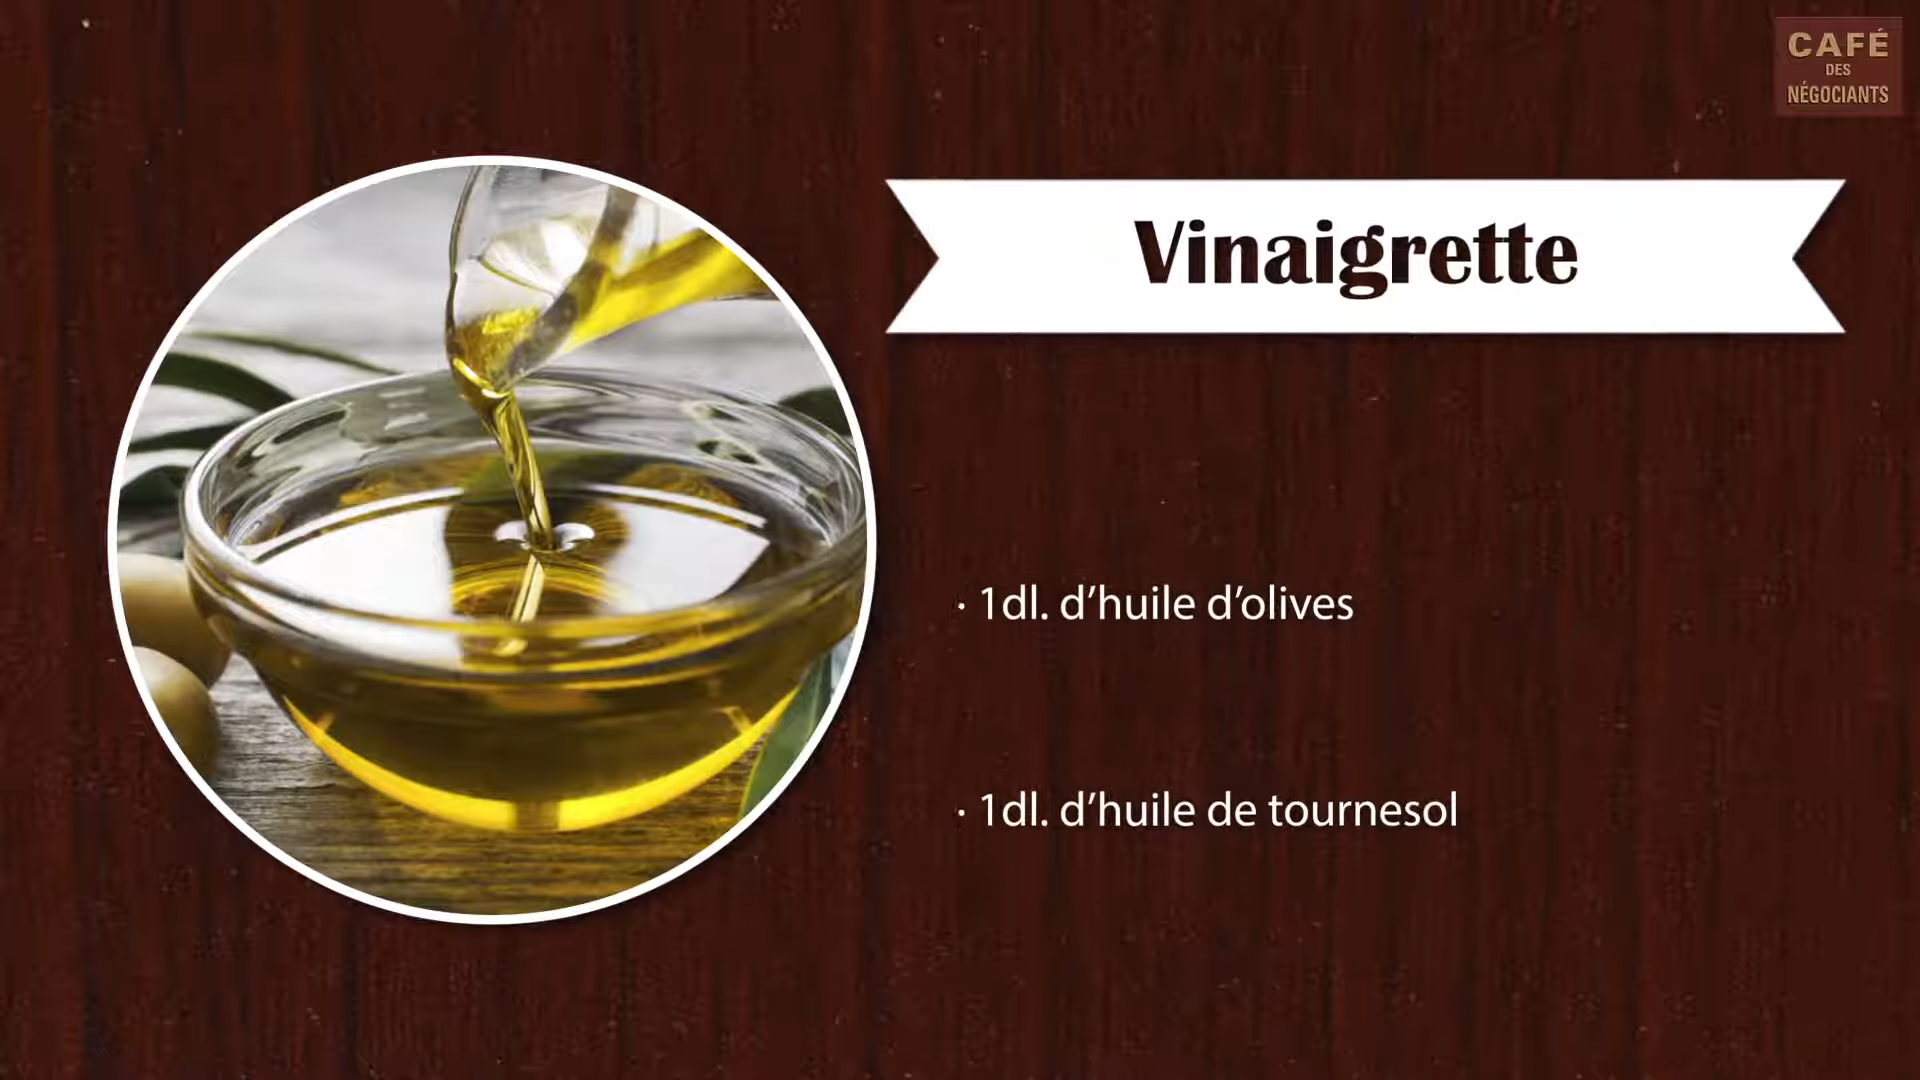 CAFÉ
DES
NÉGOCIANTS
Vinaigrette
· 1dl. d’huile d’olives
· 1dl. d’huile de tournesol